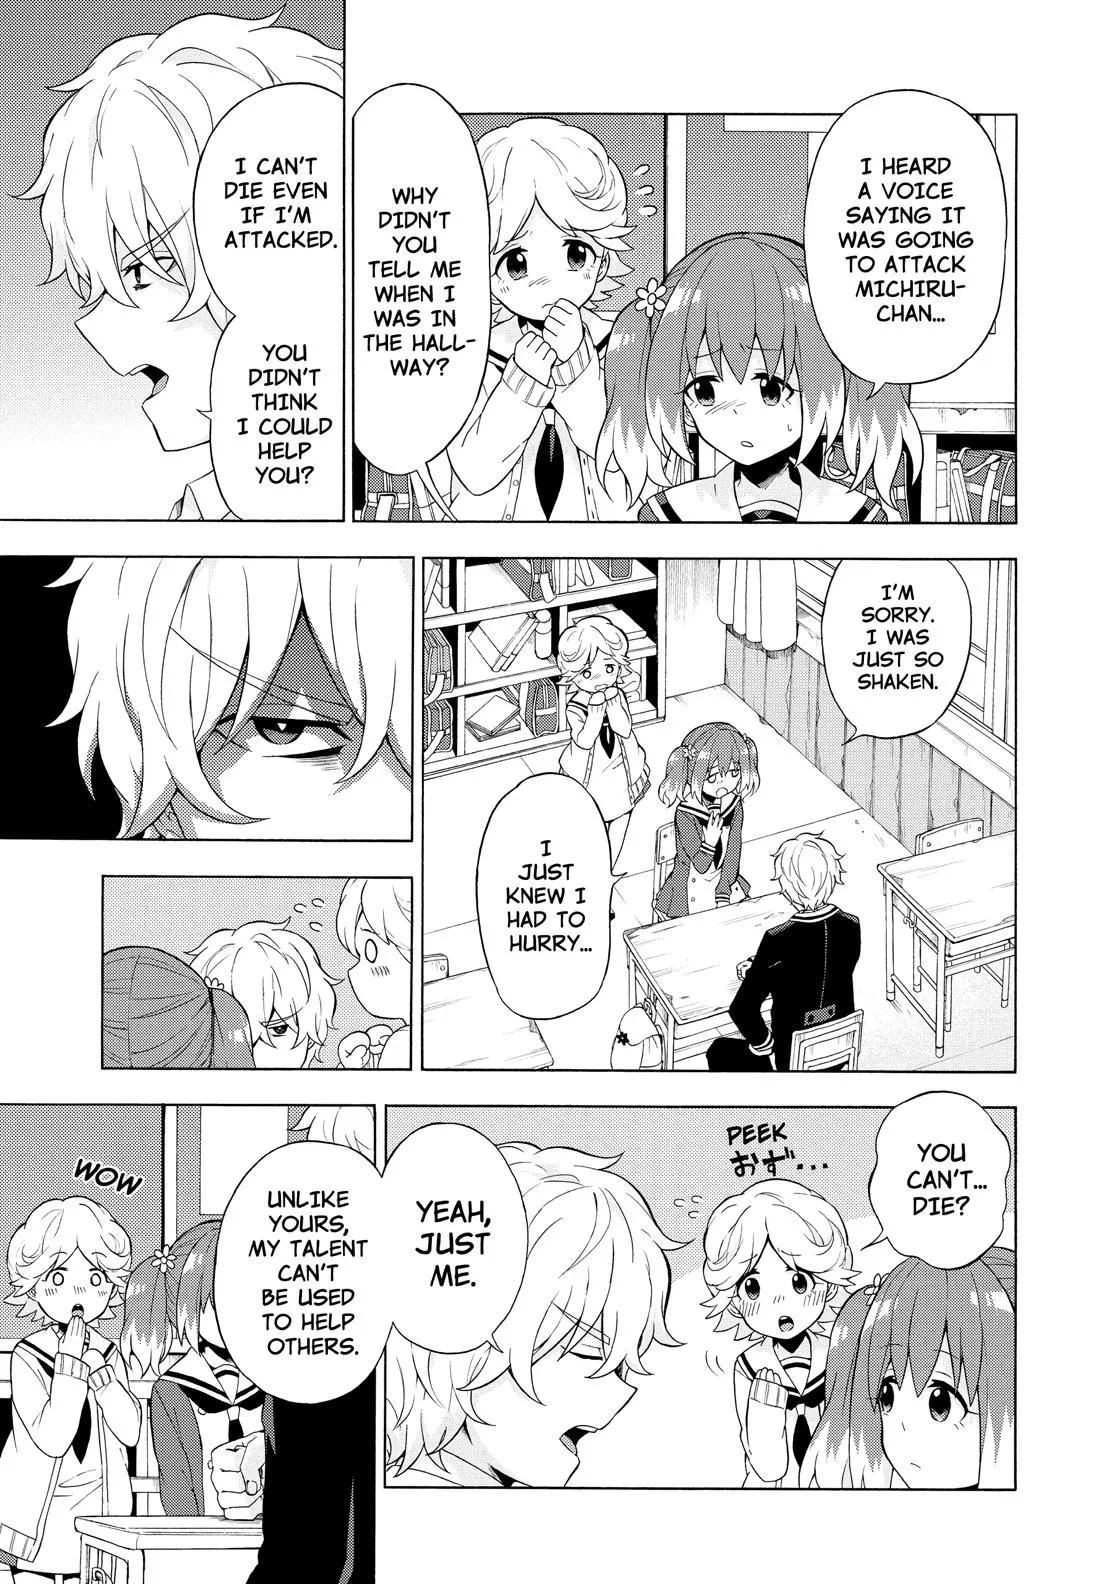 I HEARD
A VOICE
SAYING IT
WAS GOING
TO ATTACK
MICHIRU-
CHAN...
WHY
DIDN'T
YOU
TELL ME
WHEN I
WAS IN
THE HALL-
WAY?
I CAN'T
DIE EVEN
IF I'M
ATTACKED.
YOU
DIDN'T
THINK
I COULD
HELP
YOU?
I'M
SORRY.
I WAS
JUST SO
SHAKEN.
I
JUST
KNEW I
HAD TO
HURRY...
YOU
CAN'T...
DIE?
PEEK
おず...
YEAH,
JUST
ME.
UNLIKE
YOURS,
MY TALENT
CAN'T
BE USED
TO HELP
OTHERS.
WOW